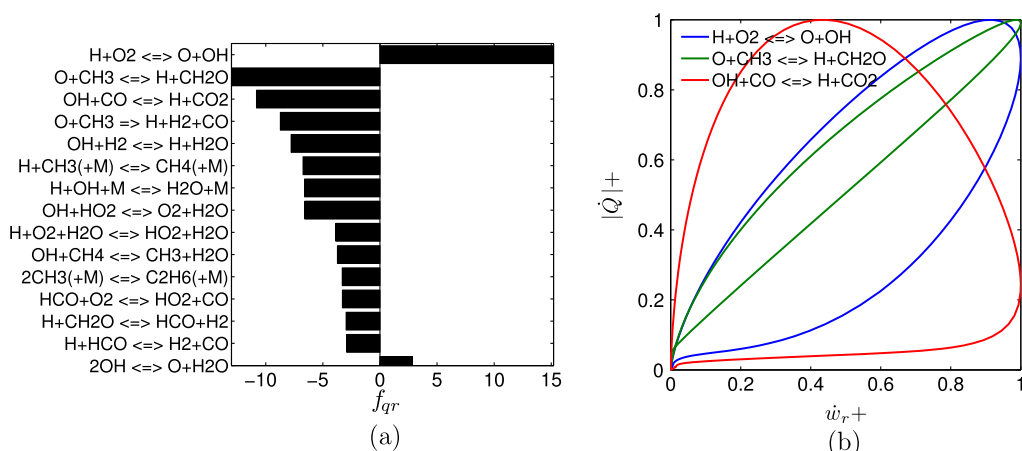 H+O2 <=> O+OH
O+CH3 <=> H+CH2O
OH+CO <=> H+CO2
O+CH3 => H+H2+CO
OH+H2 <=> H+H2O
H+CH3(+M) <=> CH4(+M)
H+OH+M <=> H2O+M
OH+HO2 <=> O2+H2O
H+O2+H2O <=> HO2+H2O
OH+CH4 <=> CH3+H2O
2CH3(+M) <=> C2H6(+M)
HCO+O2 <=> HO2+CO
H+CH2O <=> HCO+H2
H+HCO <=> H2+CO
2OH <=> O+H2O
−10 −5 0 5 10 15
f_{qr}
(a)
H+O2 <=> O+OH
O+CH3 <=> H+CH2O
OH+CO <=> H+CO2
1
0.8
0.6
0.4
0.2
0
|Q̇|+
0 0.2 0.4 0.6 0.8 1
ẇ_r+
(b)